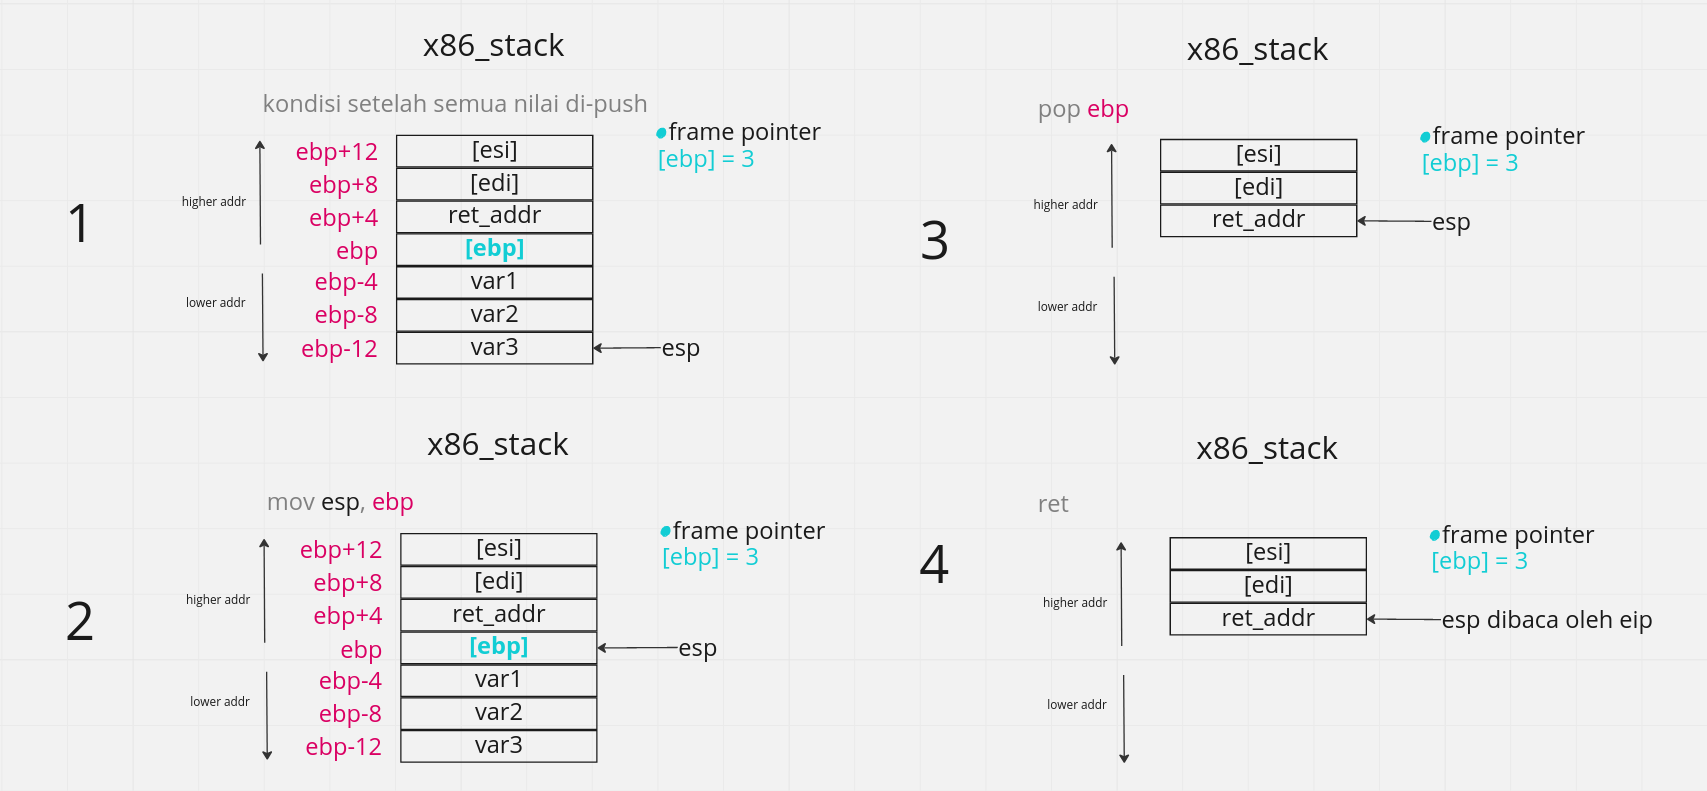 1
x86_stack
kondisi setelah semua nilai di-push
frame pointer
[ebp] = 3
higher addr
lower addr
ebp+12 [esi]
ebp+8 [edi]
ebp+4 ret_addr
ebp [ebp]
ebp-4 var1
ebp-8 var2
ebp-12 var3 esp
2
x86_stack
mov esp, ebp
frame pointer
[ebp] = 3
higher addr
lower addr
ebp+12 [esi]
ebp+8 [edi]
ebp+4 ret_addr
ebp [ebp] esp
ebp-4 var1
ebp-8 var2
ebp-12 var3
3
x86_stack
pop ebp
frame pointer
[ebp] = 3
higher addr
lower addr
[esi]
[edi]
ret_addr esp
4
x86_stack
ret
frame pointer
[ebp] = 3
higher addr
lower addr
[esi]
[edi]
ret_addr esp dibaca oleh eip